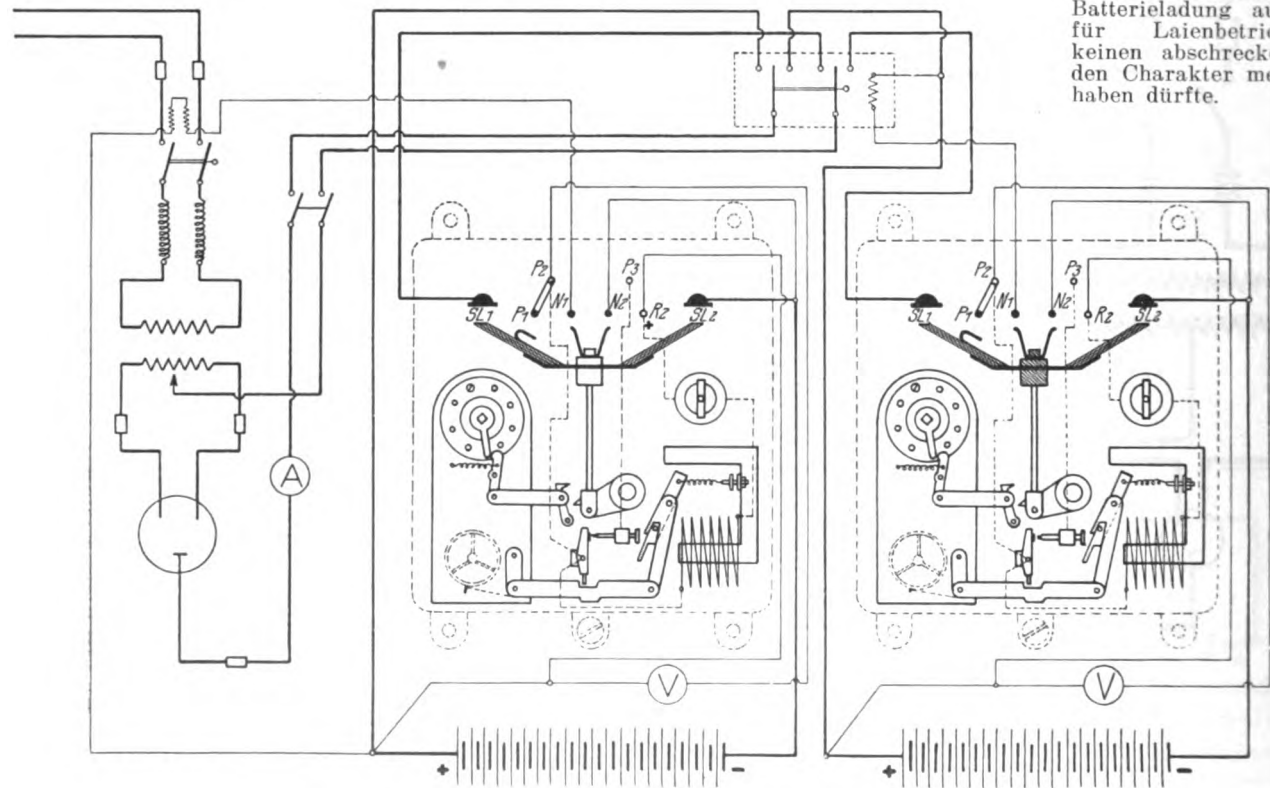 Batterieladung
für Laienbetrie
keinen abschrecke
den Charakter me
haben dürfte.
P2
P3
N1
N2
P1
R2
SL1
SL2
+
P2
P3
N1
N2
P1
R2
SL1
SL2
A
V
V
+
-
+
-